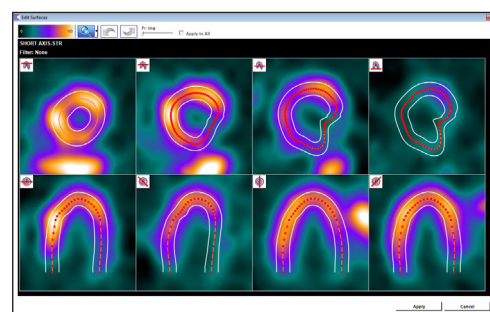 Edit Surfaces
Fr: Img
Apply to All
SHORT AXIS-STR
Filter: None
Apply
Cancel